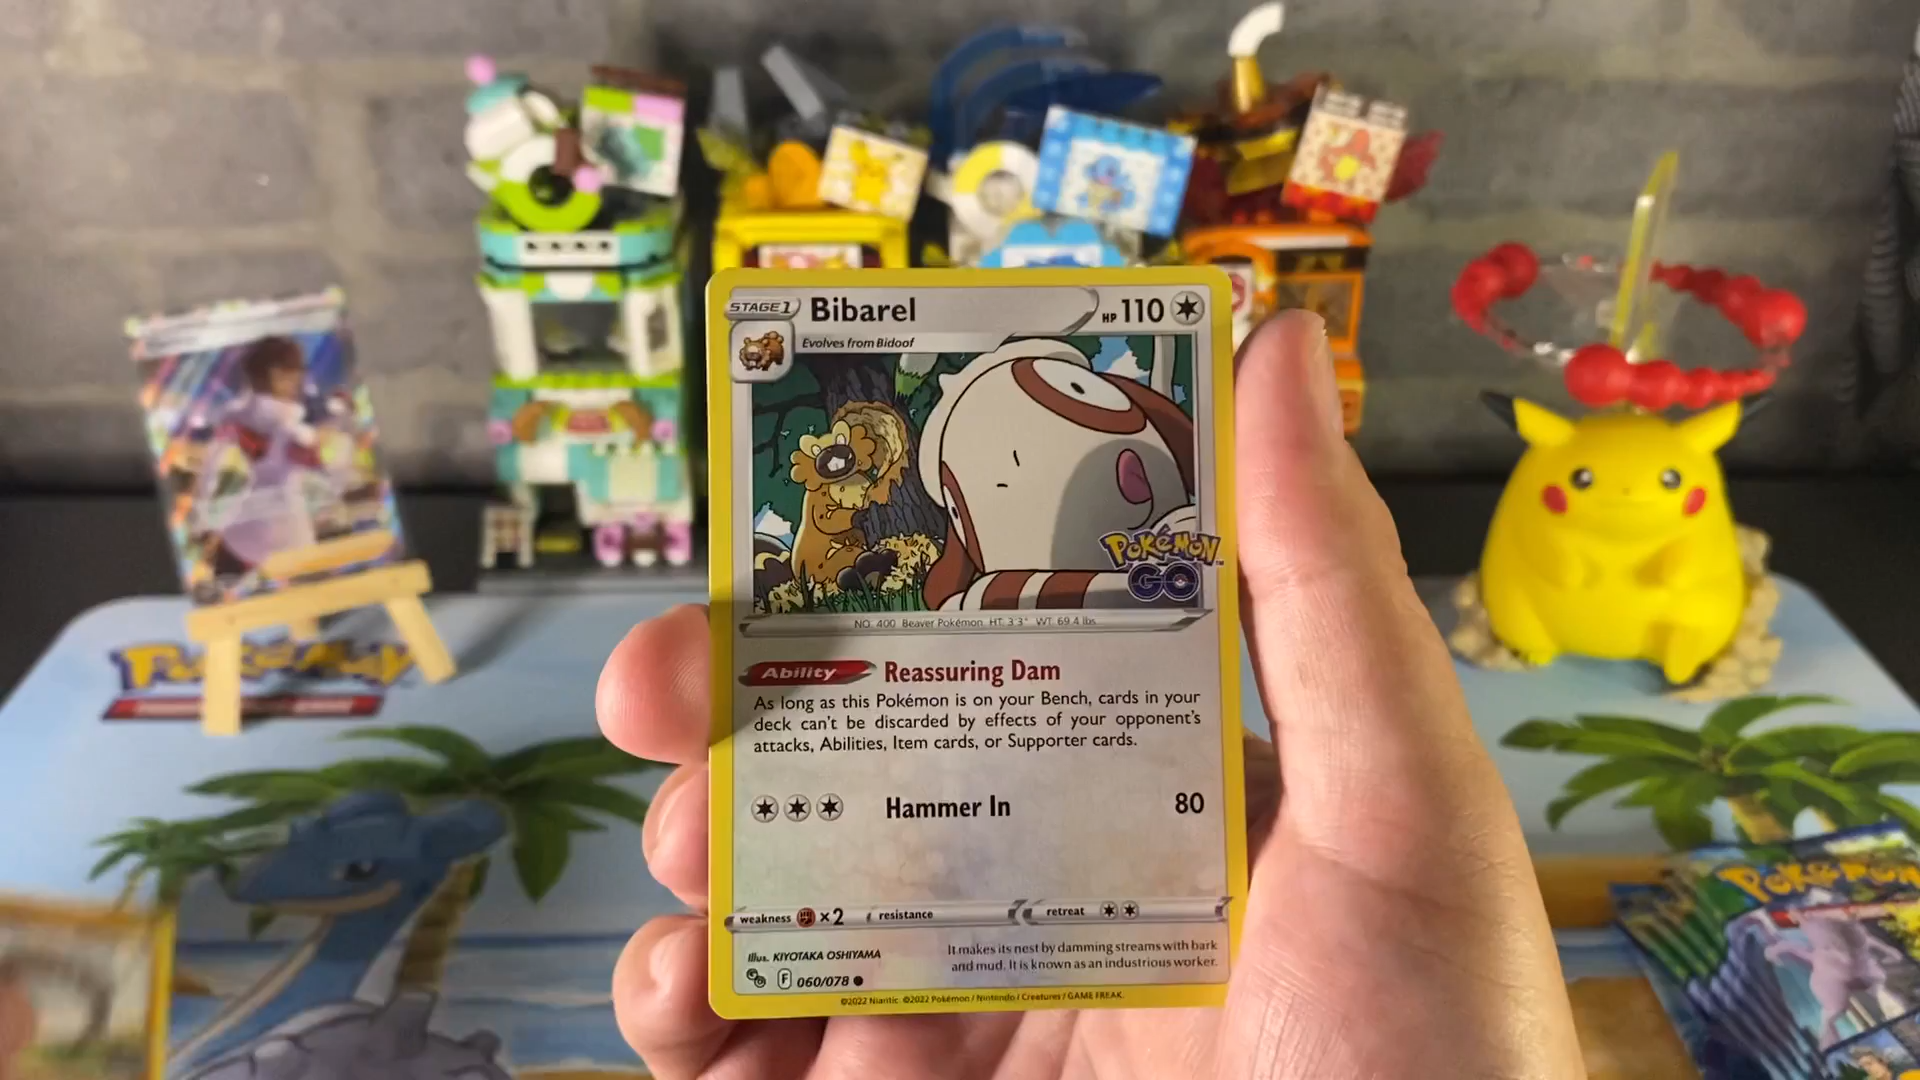 STAGE 1
Bibarel
HP 110
Evolves from Bidoof
Pokémon
GO
NO. 400 Beaver Pokémon. HT: 3'3" WT: 69.4 lbs
Ability Reassuring Dam
As long as this Pokémon is on your Bench, cards in your
deck can't be discarded by effects of your opponent's
attacks, Abilities, Item cards, or Supporter cards.
Hammer In 80
weakness ×2 resistance retreat
Illus. KIYOTAKA OSHIYAMA
It makes its nest by damming streams with bark
and mud. It is known as an industrious worker.
F 060/078
©2022 Niantic ©2022 Pokémon / Nintendo / Creatures / GAME FREAK.
Pokémon
Pokémon